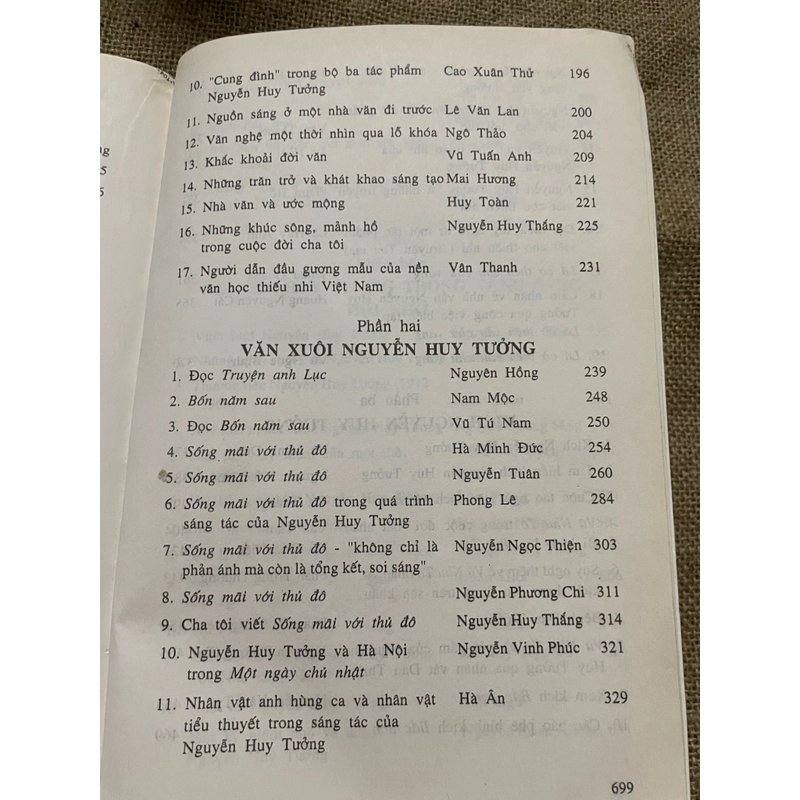 10. "Cung đình" trong bộ ba tác phẩm Cao Xuân Thử 196
Nguyễn Huy Tưởng
11. Nguồn sáng ở một nhà văn đi trước Lê Văn Lan 200
12. Văn nghệ một thời nhìn qua lỗ khóa Ngô Thảo 204
13. Khắc khoải đời văn Vũ Tuấn Anh 209
14. Những trăn trở và khát khao sáng tạo Mai Hương 214
15. Nhà văn và ước mộng Huy Toàn 221
16. Những khúc sông, mảnh hồ Nguyễn Huy Thắng 225
trong cuộc đời cha tôi
17. Người dẫn đầu gương mẫu của nền Vân Thanh 231
văn học thiếu nhi Việt Nam
Phần hai
VĂN XUÔI NGUYỄN HUY TƯỞNG
1. Đọc Truyện anh Lục Nguyên Hồng 239
2. Bốn năm sau Nam Mộc 248
3. Đọc Bốn năm sau Vũ Tú Nam 250
4. Sống mãi với thủ đô Hà Minh Đức 254
5. Sống mãi với thủ đô Nguyễn Tuân 260
6. Sống mãi với thủ đô trong quá trình Phong Lê 284
sáng tác của Nguyễn Huy Tưởng
7. Sống mãi với thủ đô - "không chỉ là Nguyễn Ngọc Thiện 303
phản ánh mà còn là tổng kết, soi sáng"
8. Sống mãi với thủ đô Nguyễn Phương Chi 311
9. Cha tôi viết Sống mãi với thủ đô Nguyễn Huy Thắng 314
10. Nguyễn Huy Tưởng và Hà Nội Nguyễn Vinh Phúc 321
trong Một ngày chủ nhật
11. Nhân vật anh hùng ca và nhân vật Hà Ân 329
tiểu thuyết trong sáng tác của
Nguyễn Huy Tưởng
699